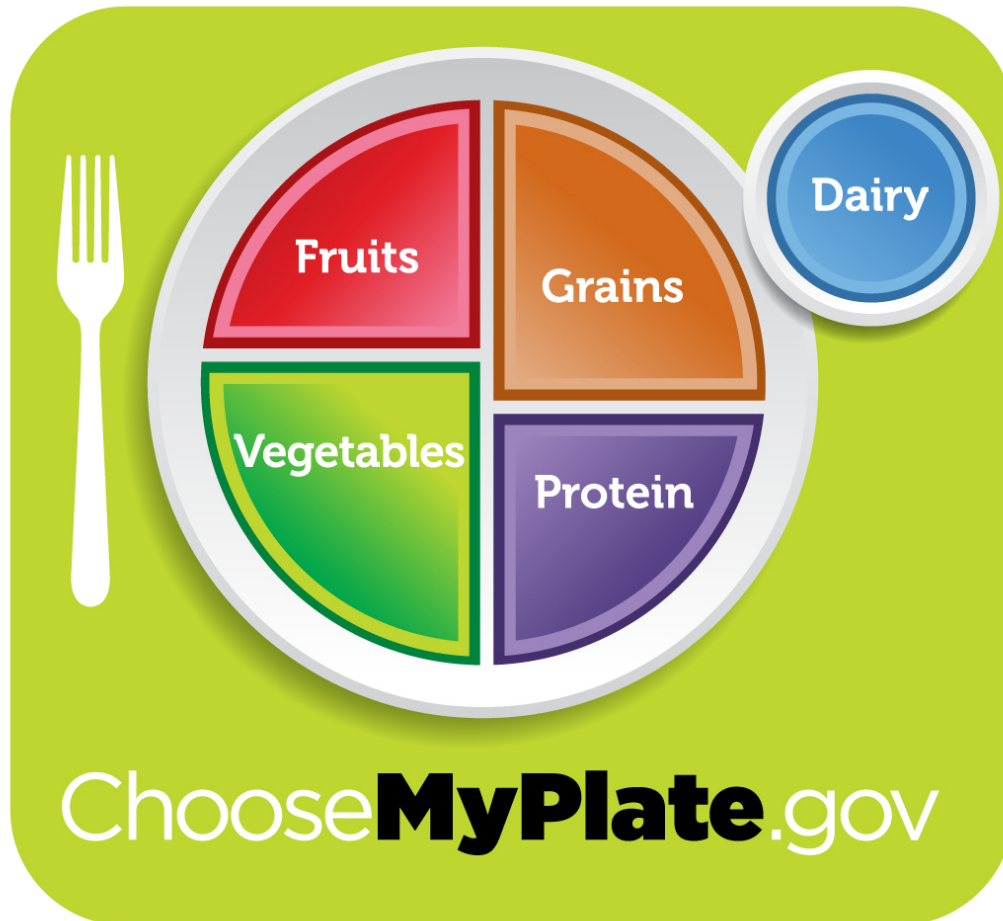 Dairy
Fruits
Grains
Vegetables
Protein
ChooseMyPlate.gov